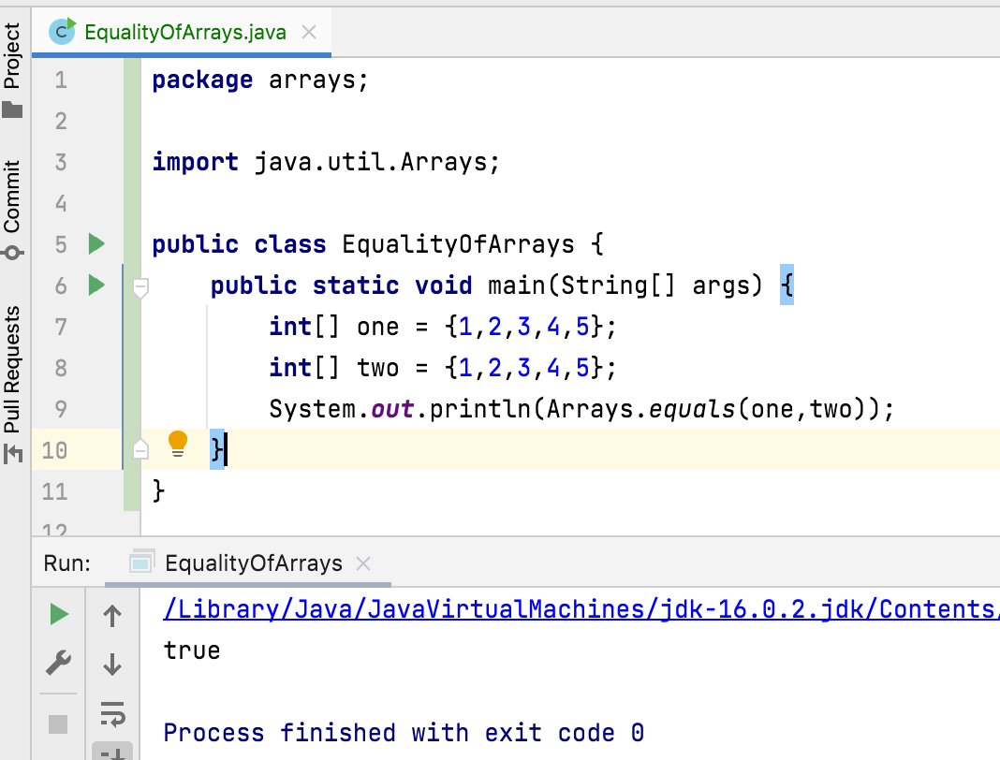 EqualityOfArrays.java
Project
Commit
Pull Requests
1 package arrays;
2
3 import java.util.Arrays;
4
5 public class EqualityOfArrays {
6 public static void main(String[] args) {
7 int[] one = {1,2,3,4,5};
8 int[] two = {1,2,3,4,5};
9 System.out.println(Arrays.equals(one,two));
10 }
11 }
12
Run: EqualityOfArrays
/Library/Java/JavaVirtualMachines/jdk-16.0.2.jdk/Contents/
true
Process finished with exit code 0